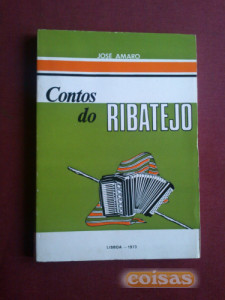 JOSÉ AMARO
Contos
do RIBATEJO
LISBOA - 1973
coisas